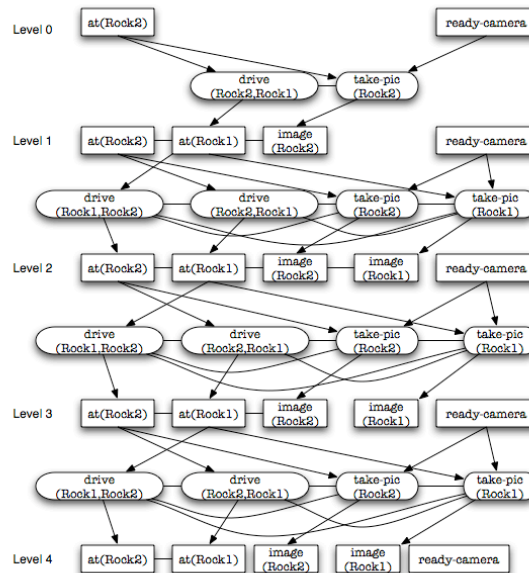 Level 0
at(Rock2)
ready-camera
drive
(Rock2,Rock1)
take-pic
(Rock2)
Level 1
at(Rock2)
at(Rock1)
image
(Rock2)
ready-camera
drive
(Rock1,Rock2)
drive
(Rock2,Rock1)
take-pic
(Rock2)
take-pic
(Rock1)
Level 2
at(Rock2)
at(Rock1)
image
(Rock2)
image
(Rock1)
ready-camera
drive
(Rock1,Rock2)
drive
(Rock2,Rock1)
take-pic
(Rock2)
take-pic
(Rock1)
Level 3
at(Rock2)
at(Rock1)
image
(Rock2)
image
(Rock1)
ready-camera
drive
(Rock1,Rock2)
drive
(Rock2,Rock1)
take-pic
(Rock2)
take-pic
(Rock1)
Level 4
at(Rock2)
at(Rock1)
image
(Rock2)
image
(Rock1)
ready-camera